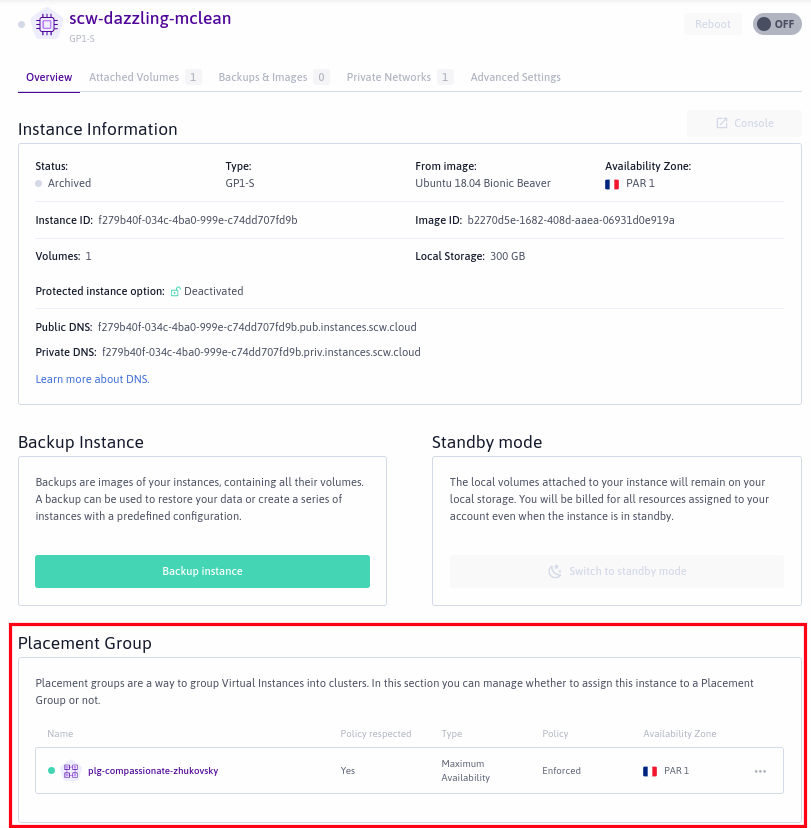 scw-dazzling-mclean
GP1-S
Reboot
OFF
Overview Attached Volumes 1 Backups & Images 0 Private Networks 1 Advanced Settings
Instance Information
Console
Status: Type: From image: Availability Zone:
Archived GP1-S Ubuntu 18.04 Bionic Beaver PAR 1
Instance ID: f279b40f-034c-4ba0-999e-c74dd707fd9b Image ID: b2270d5e-1682-408d-aaea-06931d0e919a
Volumes: 1 Local Storage: 300 GB
Protected instance option: Deactivated
Public DNS: f279b40f-034c-4ba0-999e-c74dd707fd9b.pub.instances.scw.cloud
Private DNS: f279b40f-034c-4ba0-999e-c74dd707fd9b.priv.instances.scw.cloud
Learn more about DNS.
Backup Instance
Backups are images of your instances, containing all their volumes.
A backup can be used to restore your data or create a series of
instances with a predefined configuration.
Backup instance
Standby mode
The local volumes attached to your instance will remain on your
local storage. You will be billed for all resources assigned to your
account even when the instance is in standby.
Switch to standby mode
Placement Group
Placement groups are a way to group Virtual Instances into clusters. In this section you can manage whether to assign this instance to a Placement
Group or not.
Name Policy respected Type Policy Availability Zone
plg-compassionate-zhukovsky Yes Maximum Availability Enforced PAR 1